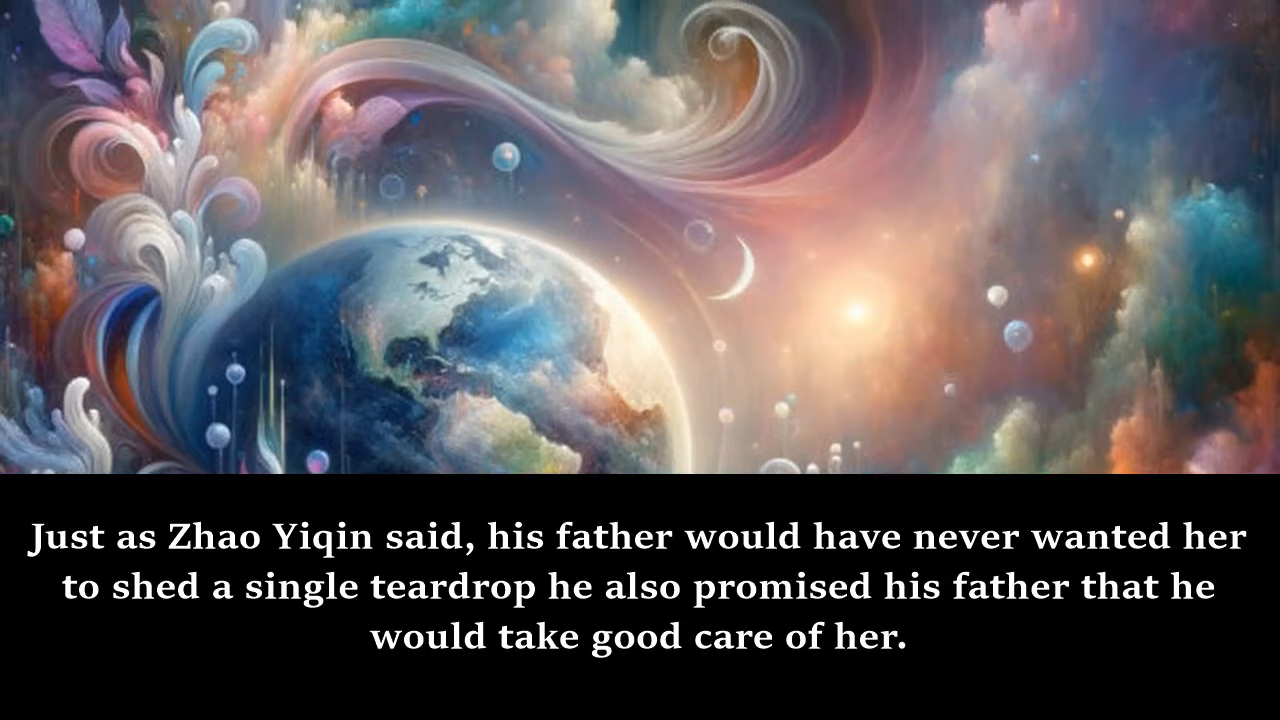 Just as Zhao Yiqin said, his father would have never wanted her
to shed a single teardrop he also promised his father that he
would take good care of her.